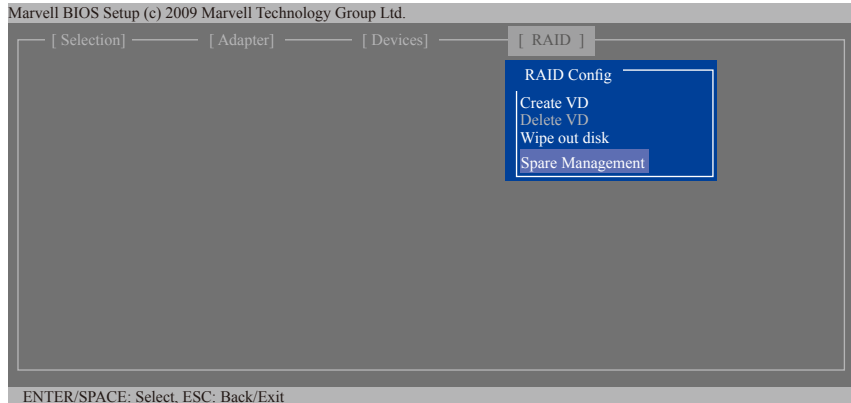 Marvell BIOS Setup (c) 2009 Marvell Technology Group Ltd.
[ Selection] [ Adapter] [ Devices] [ RAID ]
RAID Config
Create VD
Delete VD
Wipe out disk
Spare Management
ENTER/SPACE: Select, ESC: Back/Exit